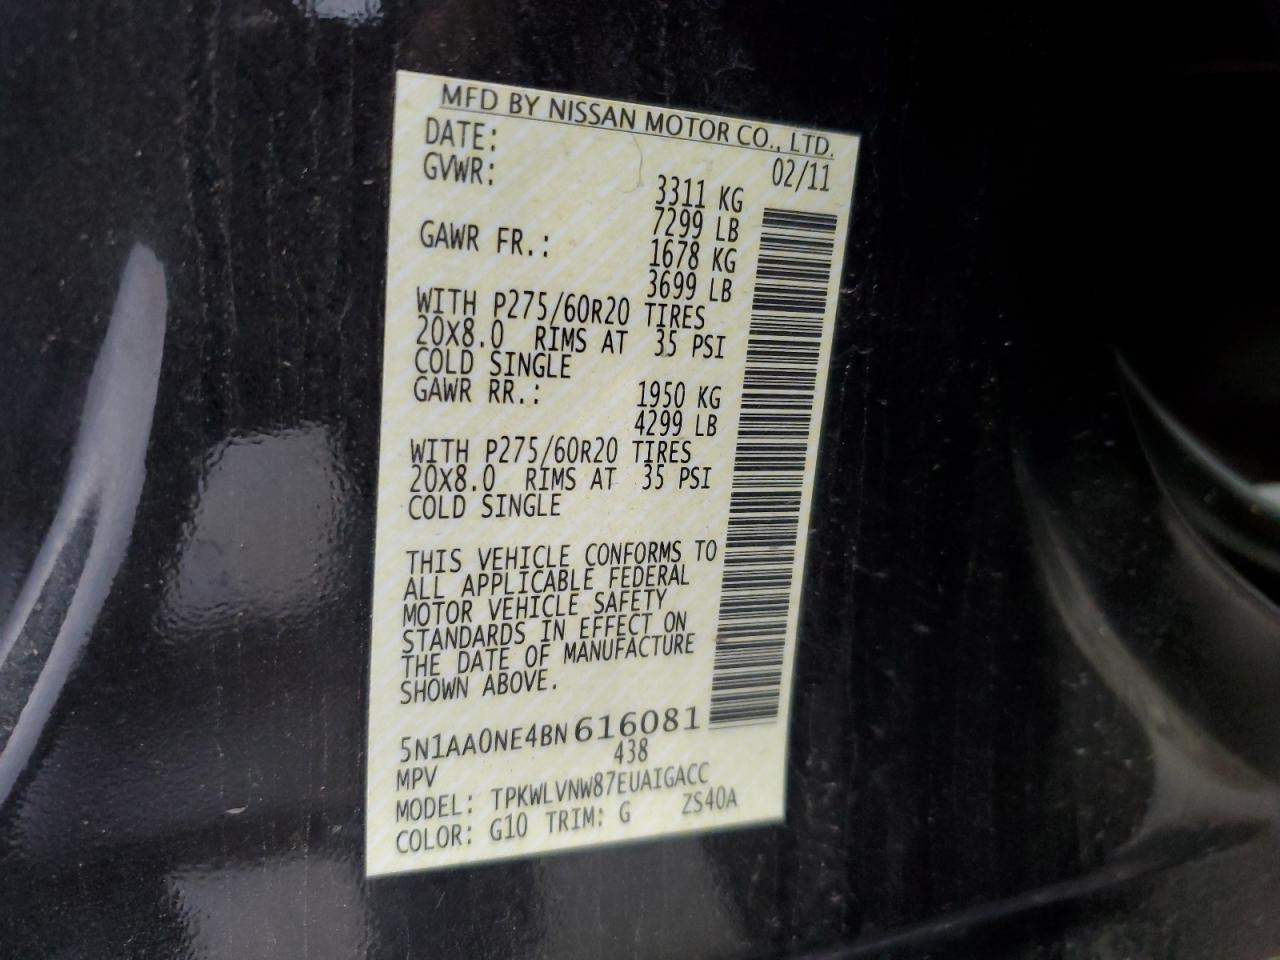 MFD BY NISSAN MOTOR CO., LTD.
DATE: 02/11
GVWR: 3311 KG
7299 LB
GAWR FR.: 1678 KG
3699 LB
WITH P275/60R20 TIRES
20X8.0 RIMS AT 35 PSI
COLD SINGLE
GAWR RR.: 1950 KG
4299 LB
WITH P275/60R20 TIRES
20X8.0 RIMS AT 35 PSI
COLD SINGLE
THIS VEHICLE CONFORMS TO
ALL APPLICABLE FEDERAL
MOTOR VEHICLE SAFETY
STANDARDS IN EFFECT ON
THE DATE OF MANUFACTURE
SHOWN ABOVE.
5N1AA0NE4BN616081
MPV 438
MODEL: TPKWLVNW87EUAIGACC
COLOR: G10 TRIM: G ZS40A